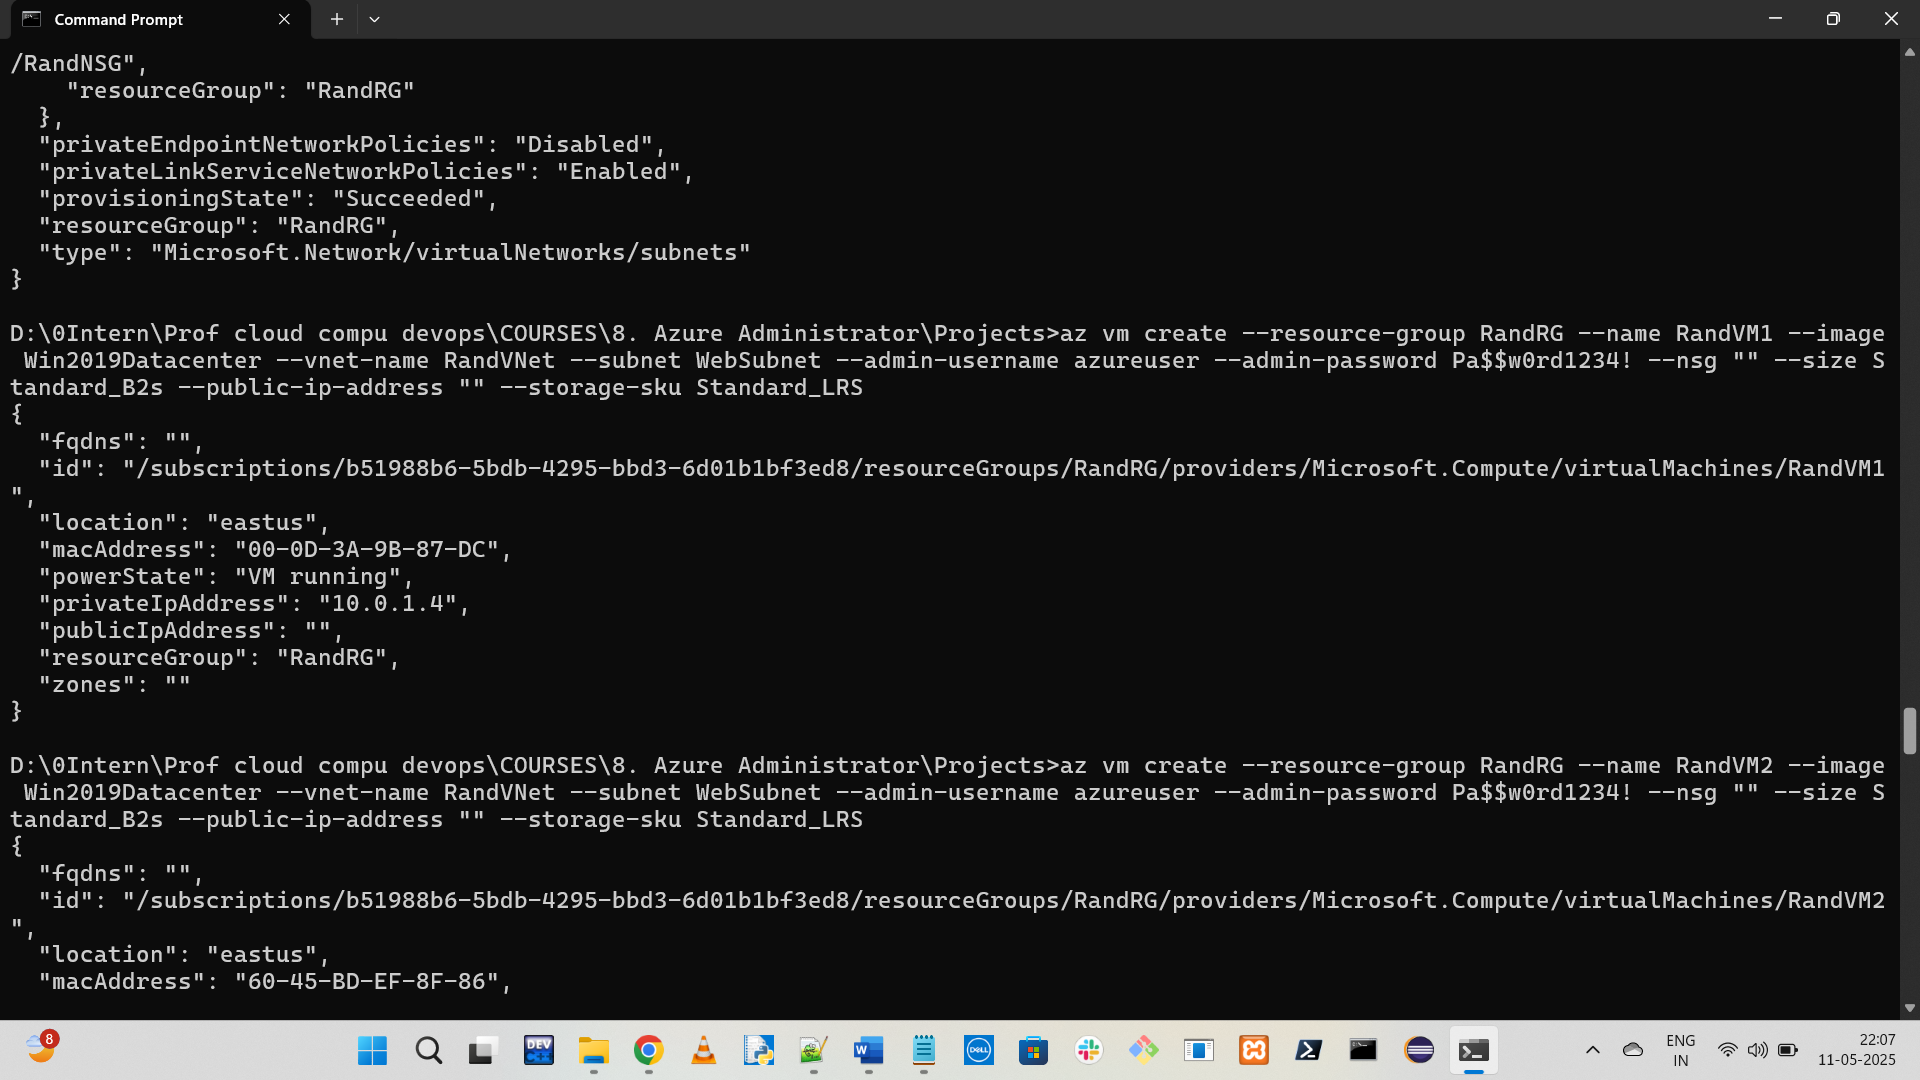 Command Prompt
/RandNSG",
    "resourceGroup": "RandRG"
  },
  "privateEndpointNetworkPolicies": "Disabled",
  "privateLinkServiceNetworkPolicies": "Enabled",
  "provisioningState": "Succeeded",
  "resourceGroup": "RandRG",
  "type": "Microsoft.Network/virtualNetworks/subnets"
}

D:\0Intern\Prof cloud compu devops\COURSES\8. Azure Administrator\Projects>az vm create --resource-group RandRG --name RandVM1 --image
 Win2019Datacenter --vnet-name RandVNet --subnet WebSubnet --admin-username azureuser --admin-password Pa$$w0rd1234! --nsg "" --size S
tandard_B2s --public-ip-address "" --storage-sku Standard_LRS
{
  "fqdns": "",
  "id": "/subscriptions/b51988b6-5bdb-4295-bbd3-6d01b1bf3ed8/resourceGroups/RandRG/providers/Microsoft.Compute/virtualMachines/RandVM1
",
  "location": "eastus",
  "macAddress": "00-0D-3A-9B-87-DC",
  "powerState": "VM running",
  "privateIpAddress": "10.0.1.4",
  "publicIpAddress": "",
  "resourceGroup": "RandRG",
  "zones": ""
}

D:\0Intern\Prof cloud compu devops\COURSES\8. Azure Administrator\Projects>az vm create --resource-group RandRG --name RandVM2 --image
 Win2019Datacenter --vnet-name RandVNet --subnet WebSubnet --admin-username azureuser --admin-password Pa$$w0rd1234! --nsg "" --size S
tandard_B2s --public-ip-address "" --storage-sku Standard_LRS
{
  "fqdns": "",
  "id": "/subscriptions/b51988b6-5bdb-4295-bbd3-6d01b1bf3ed8/resourceGroups/RandRG/providers/Microsoft.Compute/virtualMachines/RandVM2
",
  "location": "eastus",
  "macAddress": "60-45-BD-EF-8F-86",
8
DEV
C++
W
DELL
ENG
IN
22:07
11-05-2025